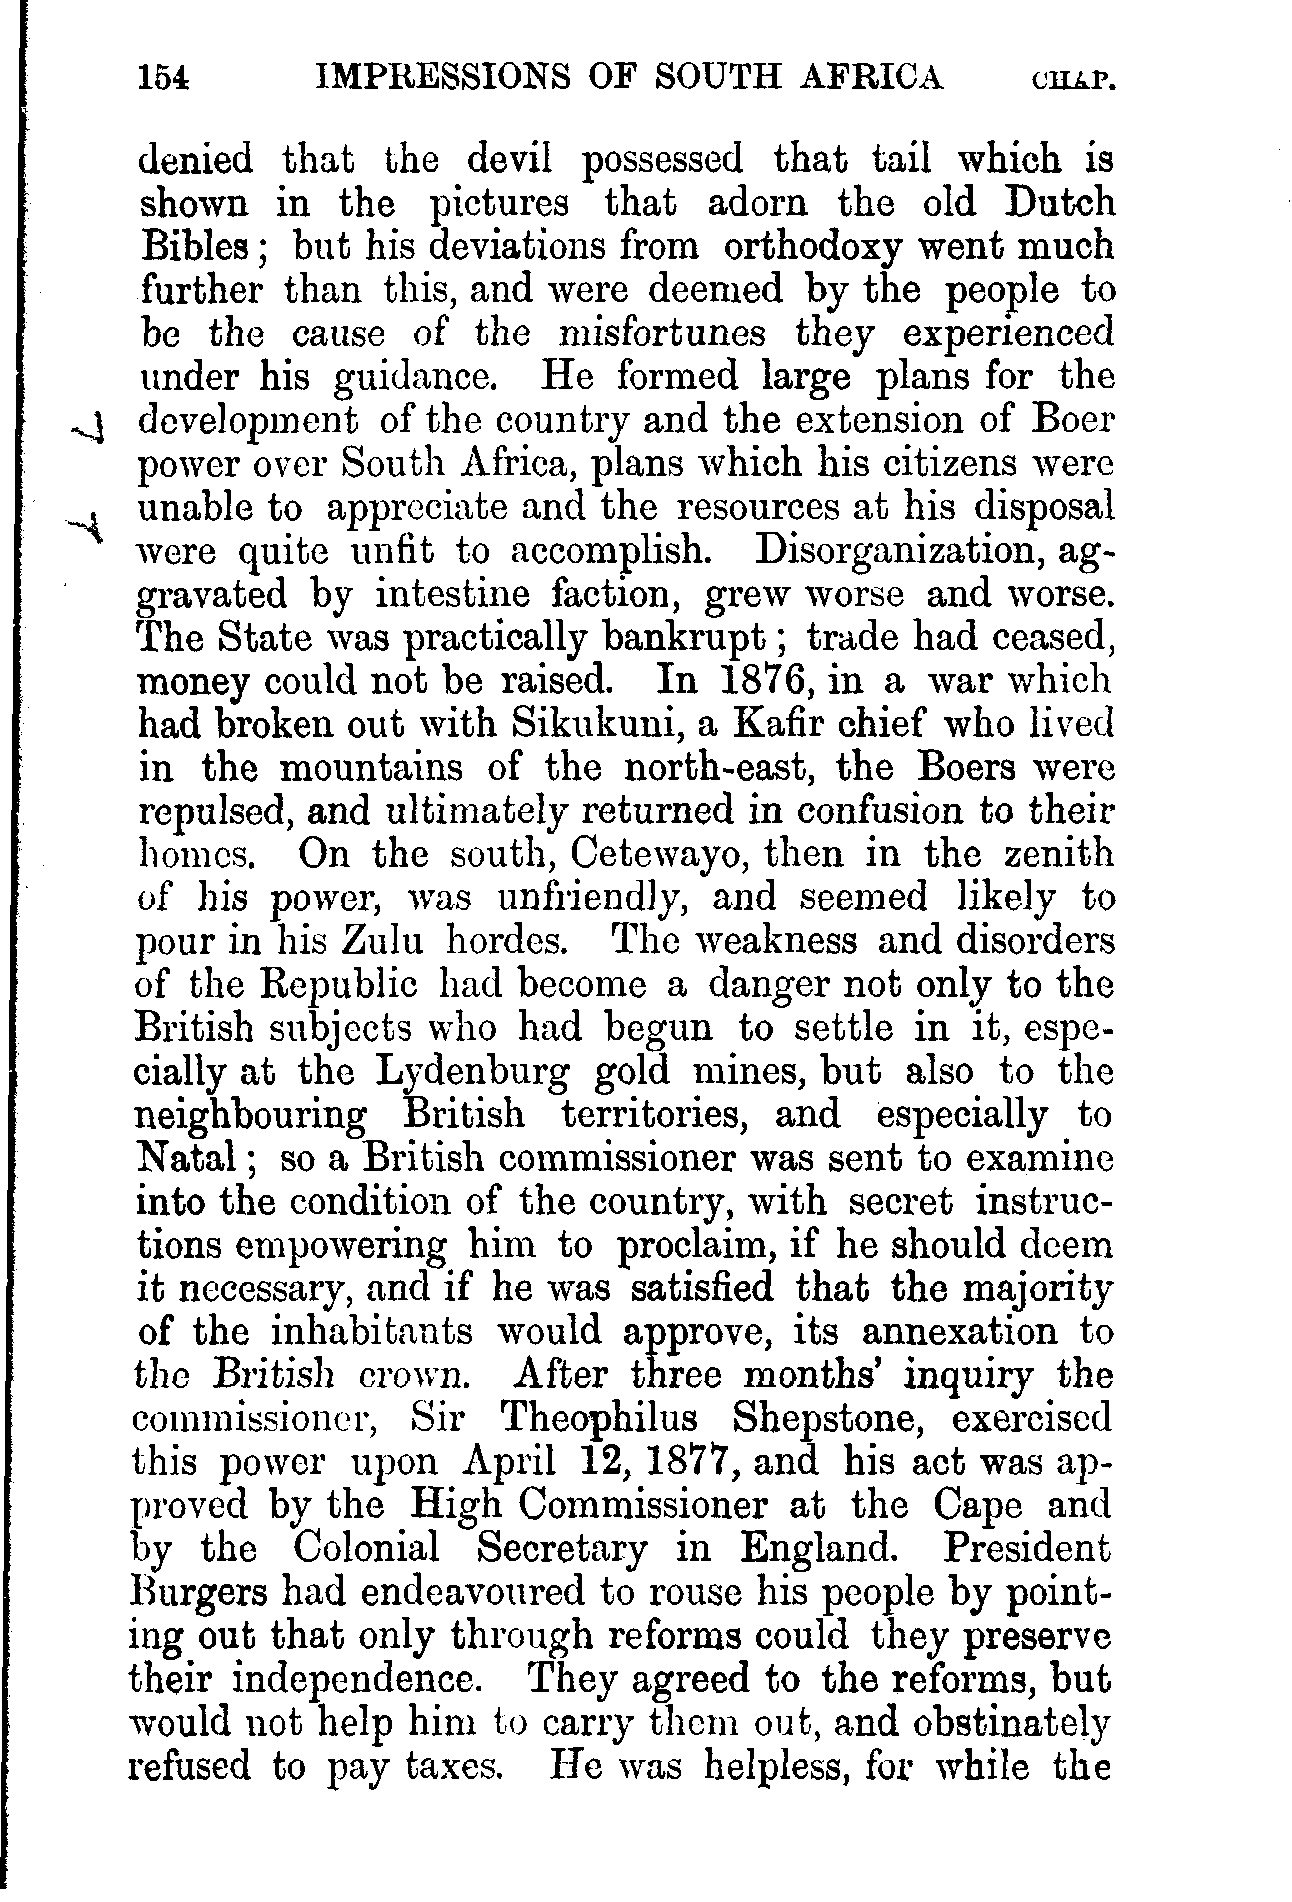 154 IMPRESSIONS OF SOUTH AFRICA CHAP.
denied that the devil possessed that tail which is
shown in the pictures that adorn the old Dutch
Bibles; but his deviations from orthodoxy went much
further than this, and were deemed by the people to
be the cause of the misfortunes they experienced
under his guidance. He formed large plans for the
development of the country and the extension of Boer
power over South Africa, plans which his citizens were
unable to appreciate and the resources at his disposal
were quite unfit to accomplish. Disorganization, ag-
gravated by intestine faction, grew worse and worse.
The State was practically bankrupt; trade had ceased,
money could not be raised. In 1876, in a war which
had broken out with Sikukuni, a Kafir chief who lived
in the mountains of the north-east, the Boers were
repulsed, and ultimately returned in confusion to their
homes. On the south, Cetewayo, then in the zenith
of his power, was unfriendly, and seemed likely to
pour in his Zulu hordes. The weakness and disorders
of the Republic had become a danger not only to the
British subjects who had begun to settle in it, espe-
cially at the Lydenburg gold mines, but also to the
neighbouring British territories, and especially to
Natal; so a British commissioner was sent to examine
into the condition of the country, with secret instruc-
tions empowering him to proclaim, if he should deem
it necessary, and if he was satisfied that the majority
of the inhabitants would approve, its annexation to
the British crown. After three months' inquiry the
commissioner, Sir Theophilus Shepstone, exercised
this power upon April 12, 1877, and his act was ap-
proved by the High Commissioner at the Cape and
by the Colonial Secretary in England. President
Burgers had endeavoured to rouse his people by point-
ing out that only through reforms could they preserve
their independence. They agreed to the reforms, but
would not help him to carry them out, and obstinately
refused to pay taxes. He was helpless, for while the